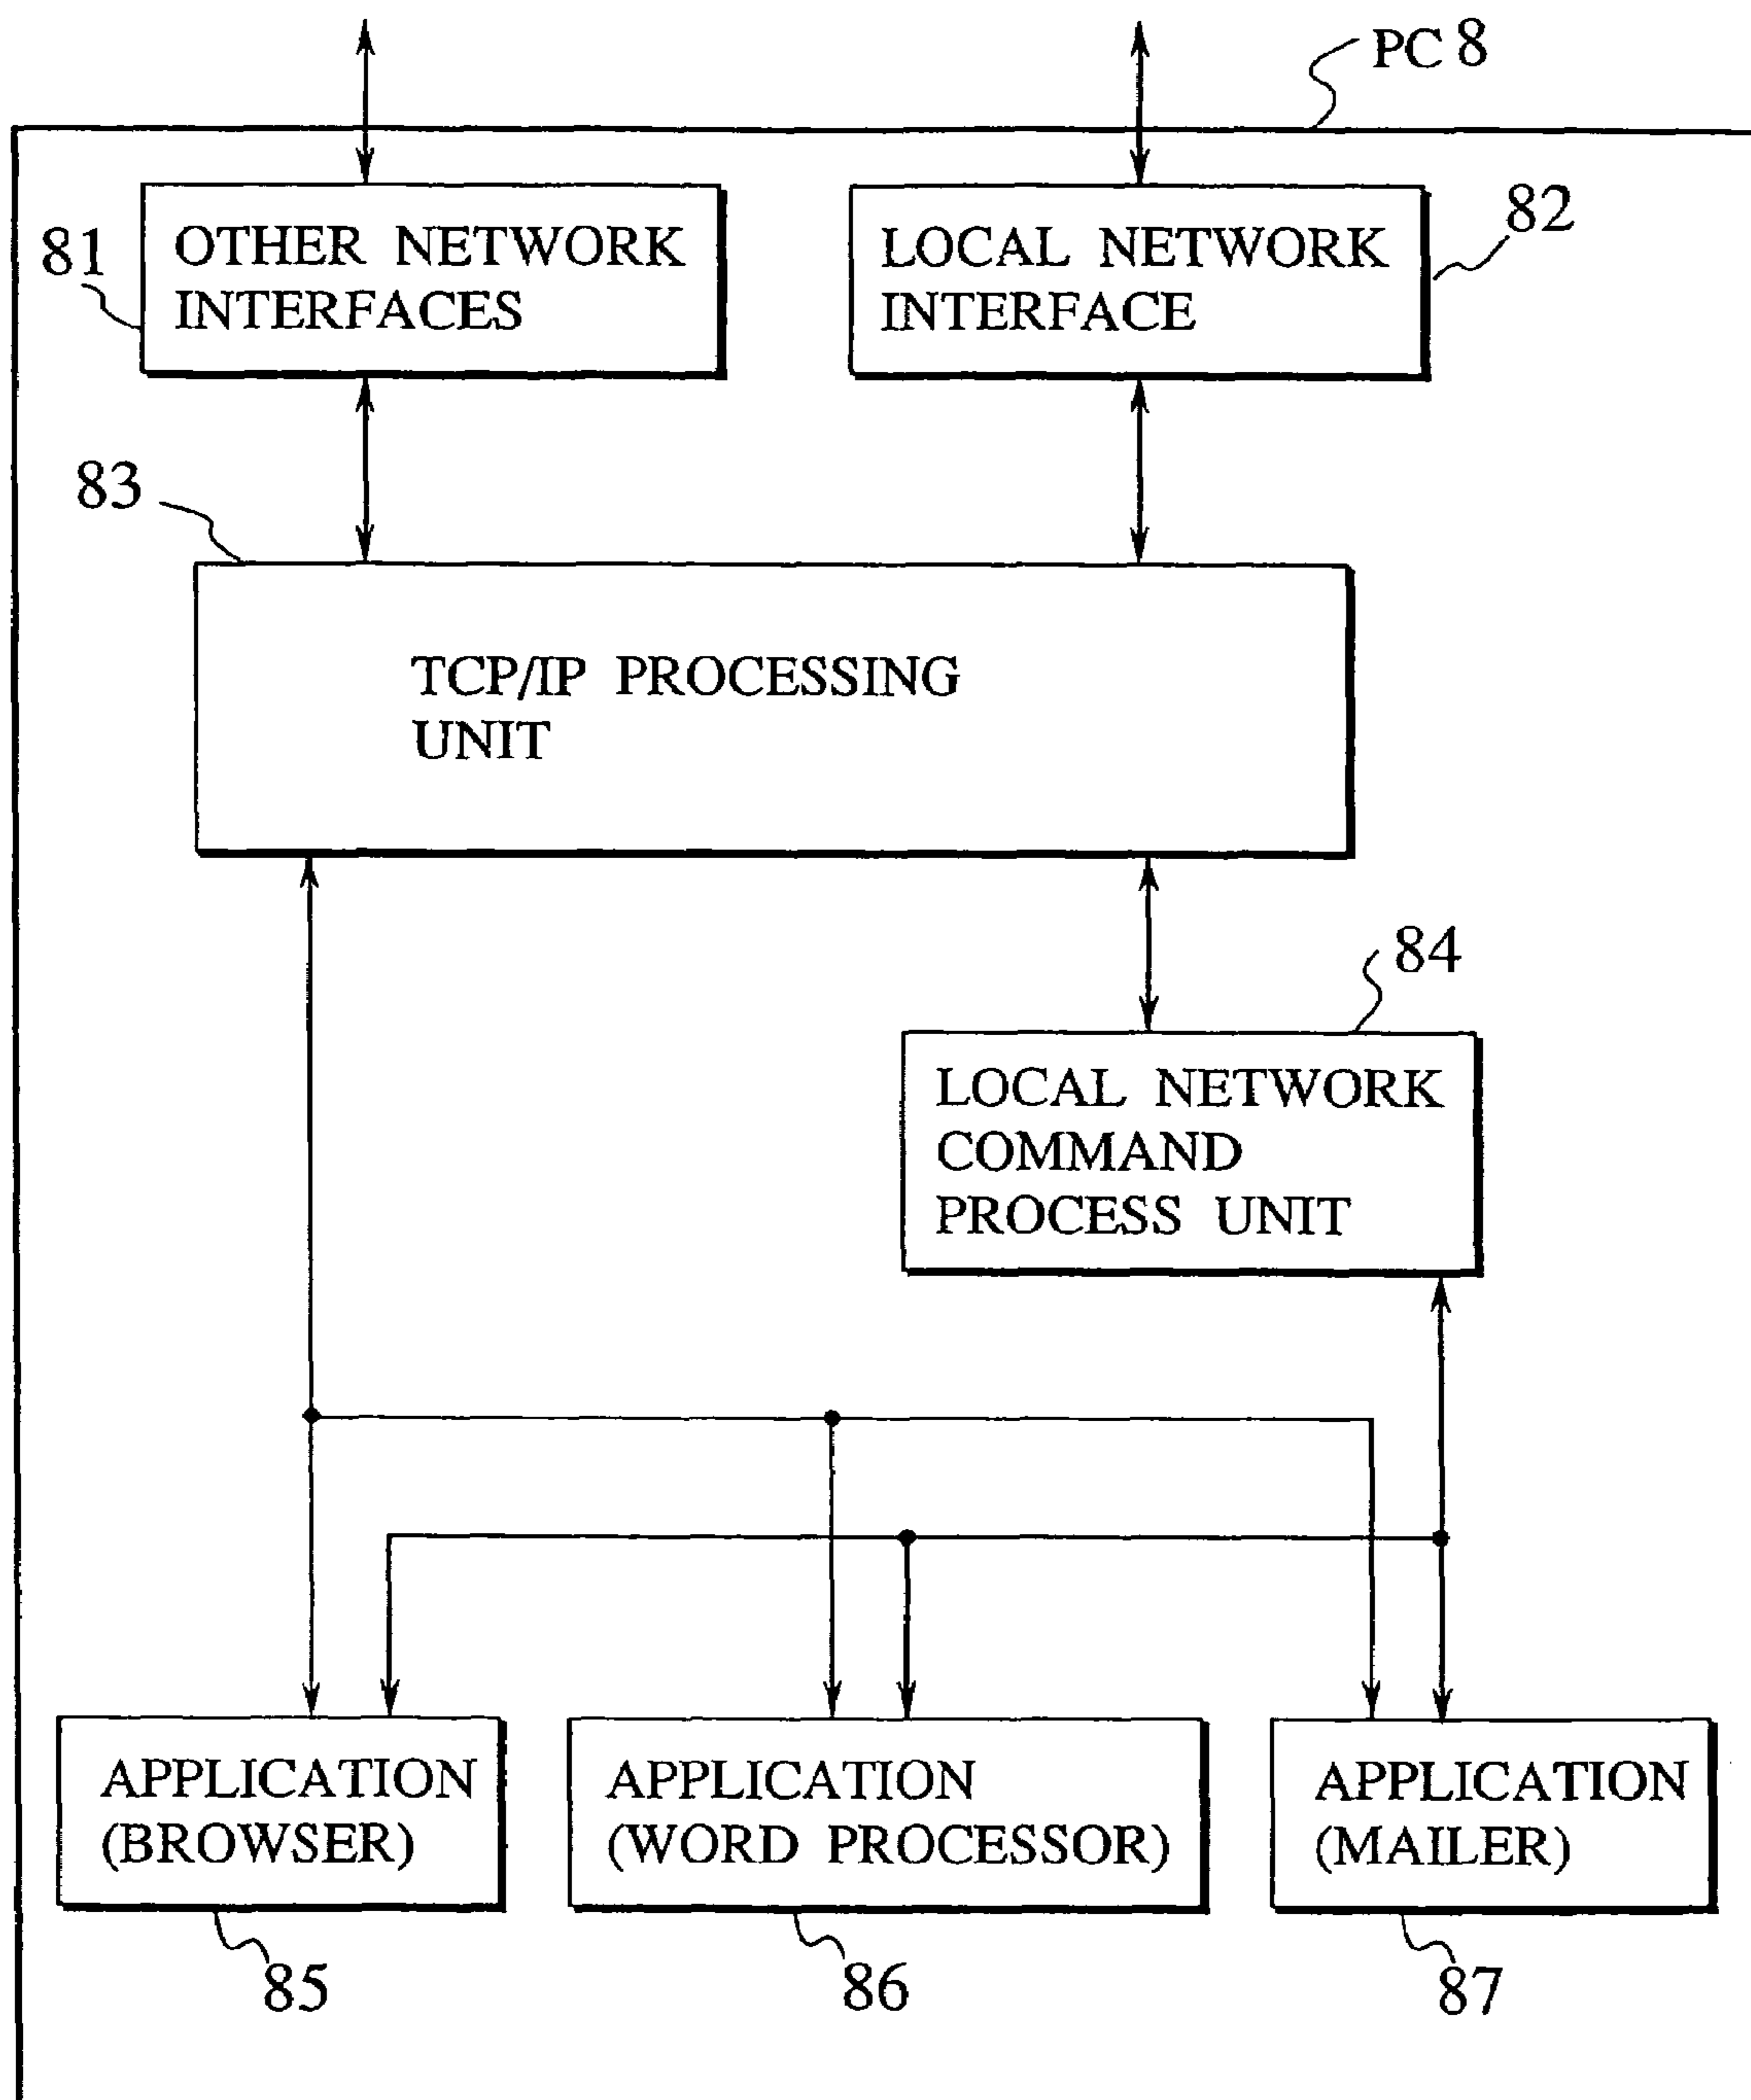 PC 8
81
OTHER NETWORK
INTERFACES
LOCAL NETWORK
INTERFACE
82
83
TCP/IP PROCESSING
UNIT
84
LOCAL NETWORK
COMMAND
PROCESS UNIT
APPLICATION
(BROWSER)
APPLICATION
(WORD PROCESSOR)
APPLICATION
(MAILER)
85
86
87